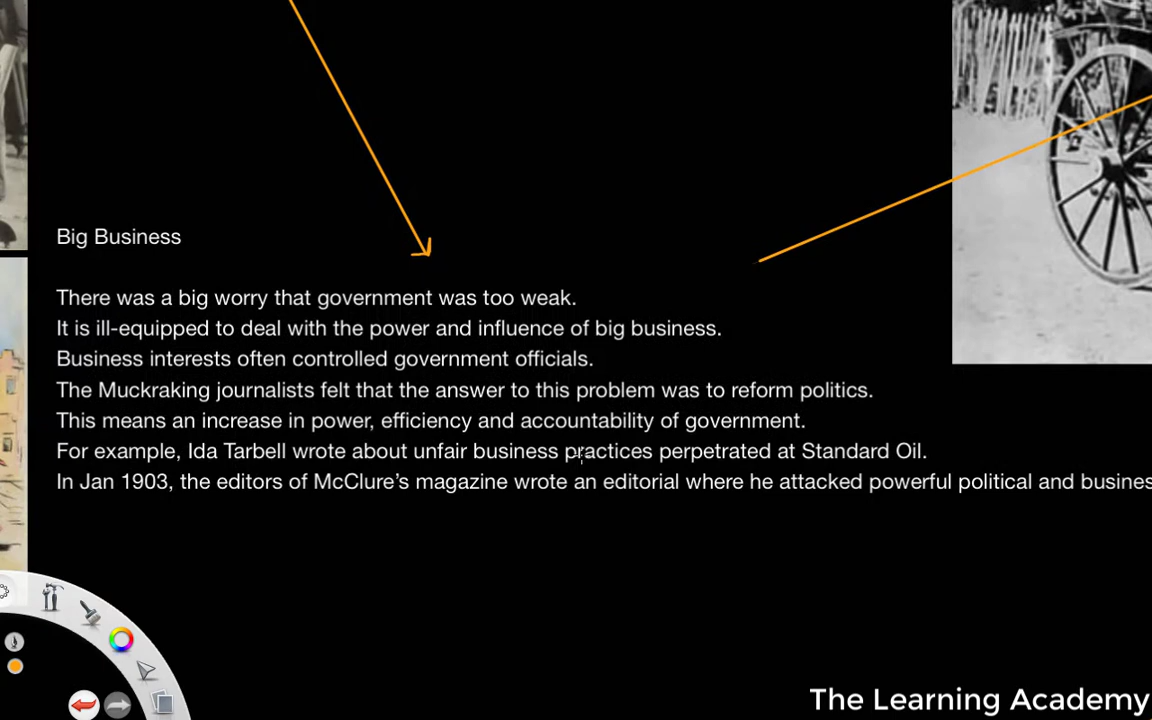 Big Business
There was a big worry that government was too weak.
It is ill-equipped to deal with the power and influence of big business.
Business interests often controlled government officials.
The Muckraking journalists felt that the answer to this problem was to reform politics.
This means an increase in power, efficiency and accountability of government.
For example, Ida Tarbell wrote about unfair business practices perpetrated at Standard Oil.
In Jan 1903, the editors of McClure's magazine wrote an editorial where he attacked powerful political and busines
The Learning Academy